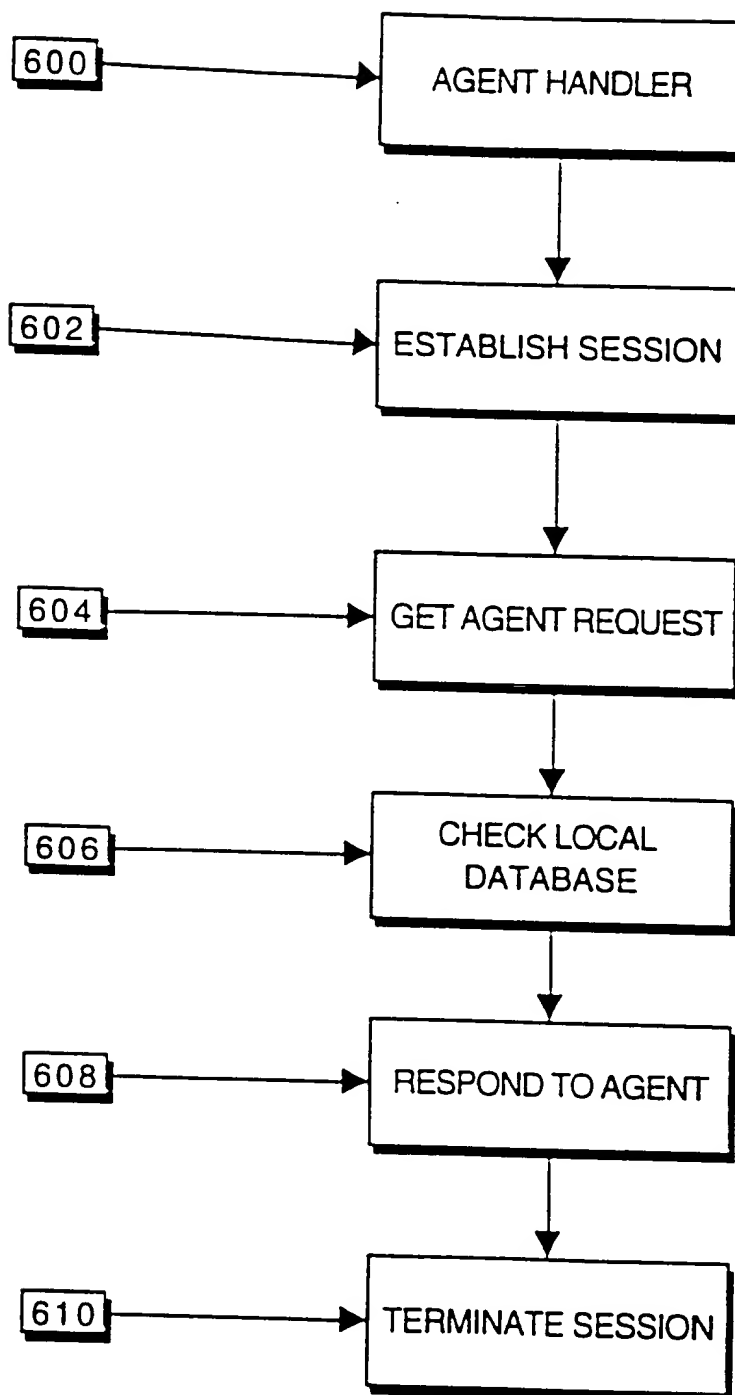 600
AGENT HANDLER
602
ESTABLISH SESSION
604
GET AGENT REQUEST
606
CHECK LOCAL
DATABASE
608
RESPOND TO AGENT
610
TERMINATE SESSION